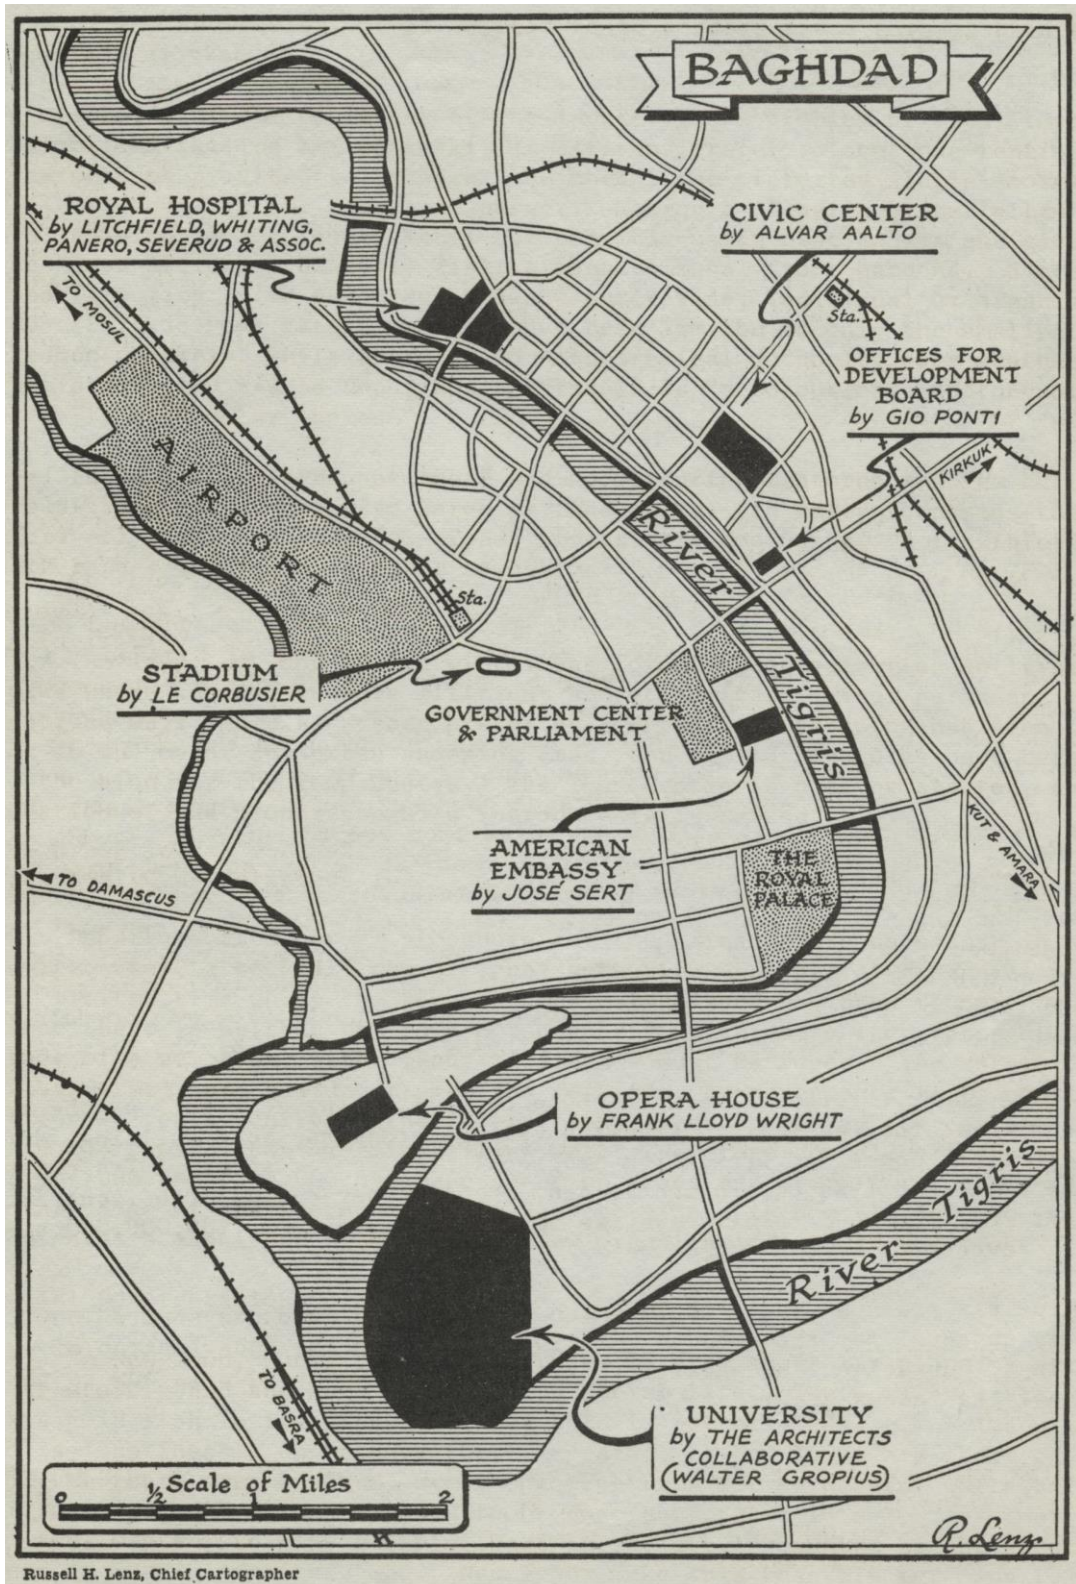 BAGHDAD
ROYAL HOSPITAL
by LITCHFIELD, WHITING,
PANERO, SEVERUD & ASSOC.
CIVIC CENTER
by ALVAR AALTO
TO MOSUL
Sta.
OFFICES FOR
DEVELOPMENT
BOARD
by GIO PONTI
KIRKUK
AIRPORT
River
Sta.
STADIUM
by LE CORBUSIER
Tigris
GOVERNMENT CENTER
& PARLIAMENT
AMERICAN
EMBASSY
by JOSÉ SERT
THE
ROYAL
PALACE
KUT & AMARA
TO DAMASCUS
OPERA HOUSE
by FRANK LLOYD WRIGHT
River Tigris
UNIVERSITY
by THE ARCHITECTS
COLLABORATIVE
(WALTER GROPIUS)
TO BASRA
Scale of Miles
0 ½ 1 2
R. Lenz
Russell H. Lenz, Chief Cartographer